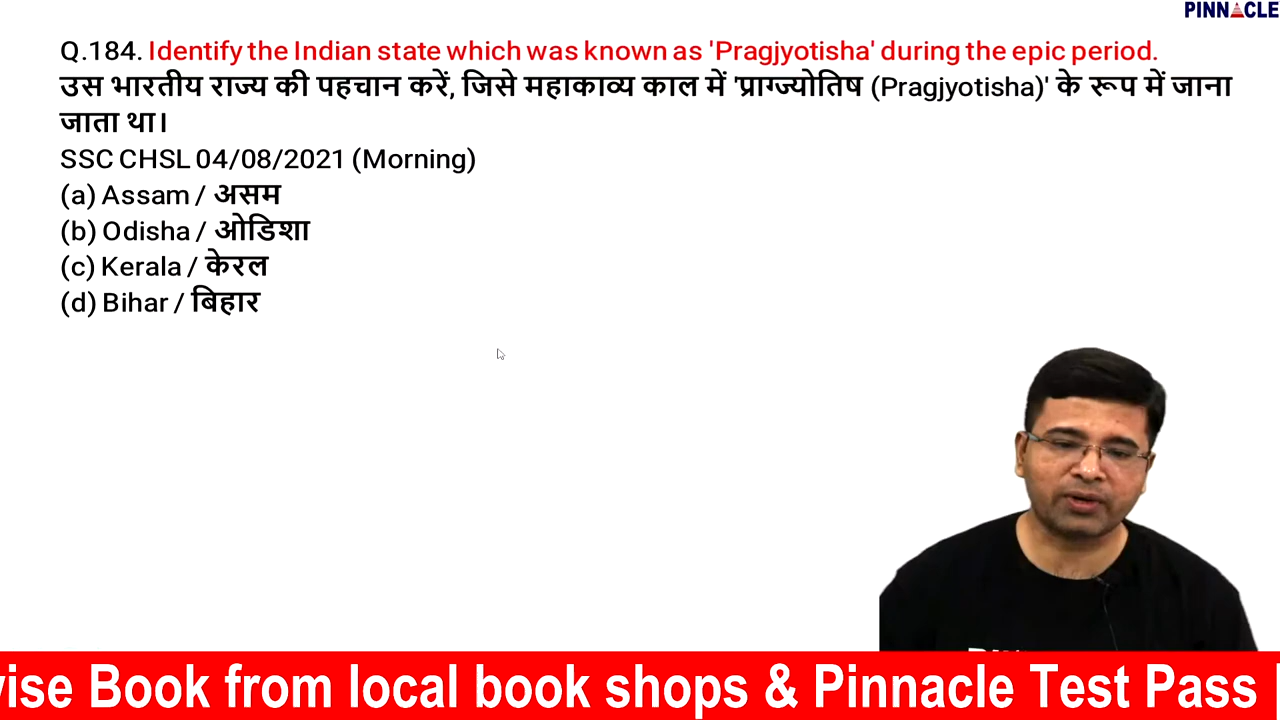 PINNACLE
Q.184. Identify the Indian state which was known as 'Pragjyotisha' during the epic period.
उस भारतीय राज्य की पहचान करें, जिसे महाकाव्य काल में 'प्राग्ज्योतिष (Pragjyotisha)' के रूप में जाना
जाता था।
SSC CHSL 04/08/2021 (Morning)
(a) Assam / असम
(b) Odisha / ओडिशा
(c) Kerala / केरल
(d) Bihar / बिहार
Book from local book shops & Pinnacle Test Pass